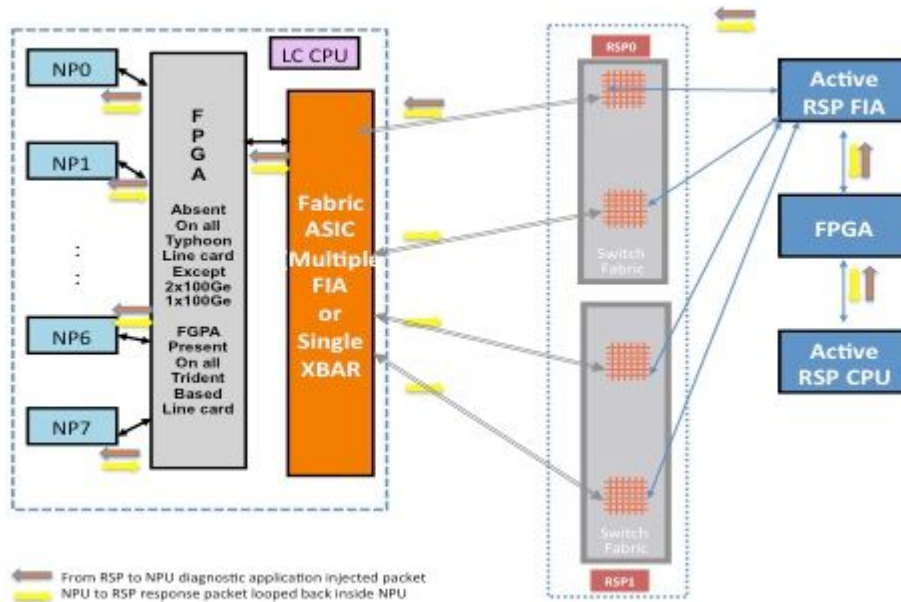 NP0
NP1
:
:
NP6
NP7
F
P
G
A
Absent
On all
Typhoon
Line card
Except
2x100Ge
1x100Ge
FGPA
Present
On all
Trident
Based
Line card
LC CPU
Fabric
ASIC
(Multiple
FIA
or
Single
XBAR
RSP0
Switch
Fabric
Switch
Fabric
RSP1
Active
RSP FIA
FPGA
Active
RSP CPU
From RSP to NPU diagnostic application injected packet
NPU to RSP response packet looped back inside NPU